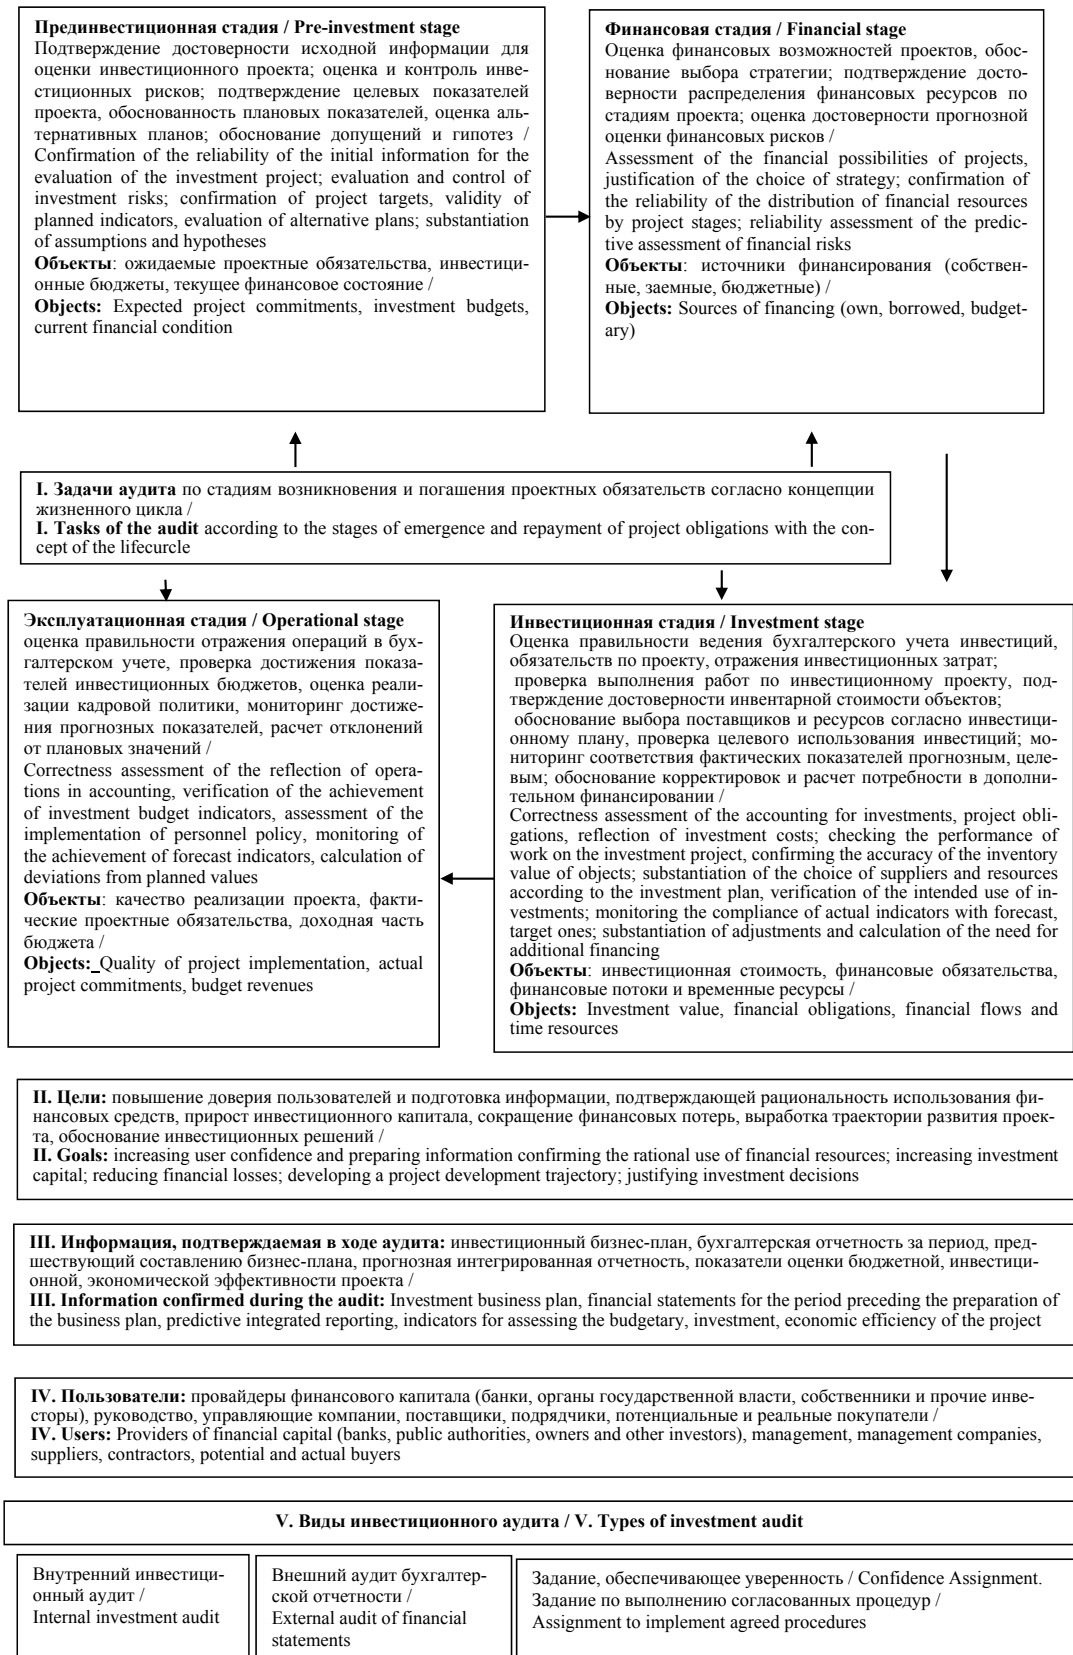 Прединвестиционная стадия / Pre-investment stage
Подтверждение достоверности исходной информации для
оценки инвестиционного проекта; оценка и контроль инве-
стиционных рисков; подтверждение целевых показателей
проекта, обоснованность плановых показателей, оценка аль-
тернативных планов; обоснование допущений и гипотез /
Confirmation of the reliability of the initial information for the
evaluation of the investment project; evaluation and control of
investment risks; confirmation of project targets, validity of
planned indicators, evaluation of alternative plans; substantiation
of assumptions and hypotheses
Объекты: ожидаемые проектные обязательства, инвестици-
онные бюджеты, текущее финансовое состояние /
Objects: Expected project commitments, investment budgets,
current financial condition
Финансовая стадия / Financial stage
Оценка финансовых возможностей проектов, обос-
нование выбора стратегии; подтверждение досто-
верности распределения финансовых ресурсов по
стадиям проекта; оценка достоверности прогнозной
оценки финансовых рисков /
Assessment of the financial possibilities of projects,
justification of the choice of strategy; confirmation of
the reliability of the distribution of financial resources
by project stages; reliability assessment of the predic-
tive assessment of financial risks
Объекты: источники финансирования (собствен-
ные, заемные, бюджетные) /
Objects: Sources of financing (own, borrowed, budget-
ary)
I. Задачи аудита по стадиям возникновения и погашения проектных обязательств согласно концепции
жизненного цикла /
I. Tasks of the audit according to the stages of emergence and repayment of project obligations with the con-
cept of the lifecurcle
Эксплуатационная стадия / Operational stage
оценка правильности отражения операций в бух-
галтерском учете, проверка достижения показа-
телей инвестиционных бюджетов, оценка реали-
зации кадровой политики, мониторинг достиже-
ния прогнозных показателей, расчет отклонений
от плановых значений /
Correctness assessment of the reflection of opera-
tions in accounting, verification of the achievement
of investment budget indicators, assessment of the
implementation of personnel policy, monitoring of
the achievement of forecast indicators, calculation of
deviations from planned values
Объекты: качество реализации проекта, факти-
ческие проектные обязательства, доходная часть
бюджета /
Objects: Quality of project implementation, actual
project commitments, budget revenues
Инвестиционная стадия / Investment stage
Оценка правильности ведения бухгалтерского учета инвестиций,
обязательств по проекту, отражения инвестиционных затрат;
проверка выполнения работ по инвестиционному проекту, под-
тверждение достоверности инвентарной стоимости объектов;
обоснование выбора поставщиков и ресурсов согласно инвестици-
онному плану, проверка целевого использования инвестиций; мо-
ниторинг соответствия фактических показателей прогнозным, целе-
вым; обоснование корректировок и расчет потребности в дополни-
тельном финансировании /
Correctness assessment of the accounting for investments, project obli-
gations, reflection of investment costs; checking the performance of
work on the investment project, confirming the accuracy of the inventory
value of objects; substantiation of the choice of suppliers and resources
according to the investment plan, verification of the intended use of in-
vestments; monitoring the compliance of actual indicators with forecast,
target ones; substantiation of adjustments and calculation of the need for
additional financing
Объекты: инвестиционная стоимость, финансовые обязательства,
финансовые потоки и временные ресурсы /
Objects: Investment value, financial obligations, financial flows and
time resources
II. Цели: повышение доверия пользователей и подготовка информации, подтверждающей рациональность использования фи-
нансовых средств, прирост инвестиционного капитала, сокращение финансовых потерь, выработка траектории развития проек-
та, обоснование инвестиционных решений /
II. Goals: increasing user confidence and preparing information confirming the rational use of financial resources; increasing investment
capital; reducing financial losses; developing a project development trajectory; justifying investment decisions
III. Информация, подтверждаемая в ходе аудита: инвестиционный бизнес-план, бухгалтерская отчетность за период, пред-
шествующий составлению бизнес-плана, прогнозная интегрированная отчетность, показатели оценки бюджетной, инвестици-
онной, экономической эффективности проекта /
III. Information confirmed during the audit: Investment business plan, financial statements for the period preceding the preparation of
the business plan, predictive integrated reporting, indicators for assessing the budgetary, investment, economic efficiency of the project
IV. Пользователи: провайдеры финансового капитала (банки, органы государственной власти, собственники и прочие инве-
сторы), руководство, управляющие компании, поставщики, подрядчики, потенциальные и реальные покупатели /
IV. Users: Providers of financial capital (banks, public authorities, owners and other investors), management, management companies,
suppliers, contractors, potential and actual buyers
V. Виды инвестиционного аудита / V. Types of investment audit
Внутренний инвестици-
онный аудит /
Internal investment audit
Внешний аудит бухгалтер-
ской отчетности /
External audit of financial
statements
Задание, обеспечивающее уверенность / Confidence Assignment.
Задание по выполнению согласованных процедур /
Assignment to implement agreed procedures